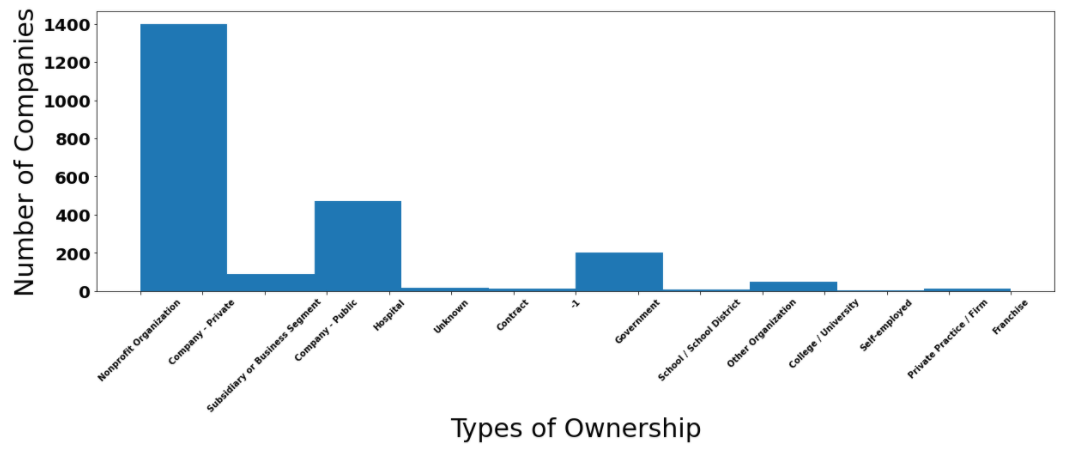 Number of Companies
1400
1200
1000
800
600
400
200
0
Nonprofit Organization
Company - Private
Subsidiary or Business Segment
Company - Public
Hospital
Unknown
Contract
-1
Government
School / School District
Other Organization
College / University
Self-employed
Private Practice / Firm
Franchise
Types of Ownership